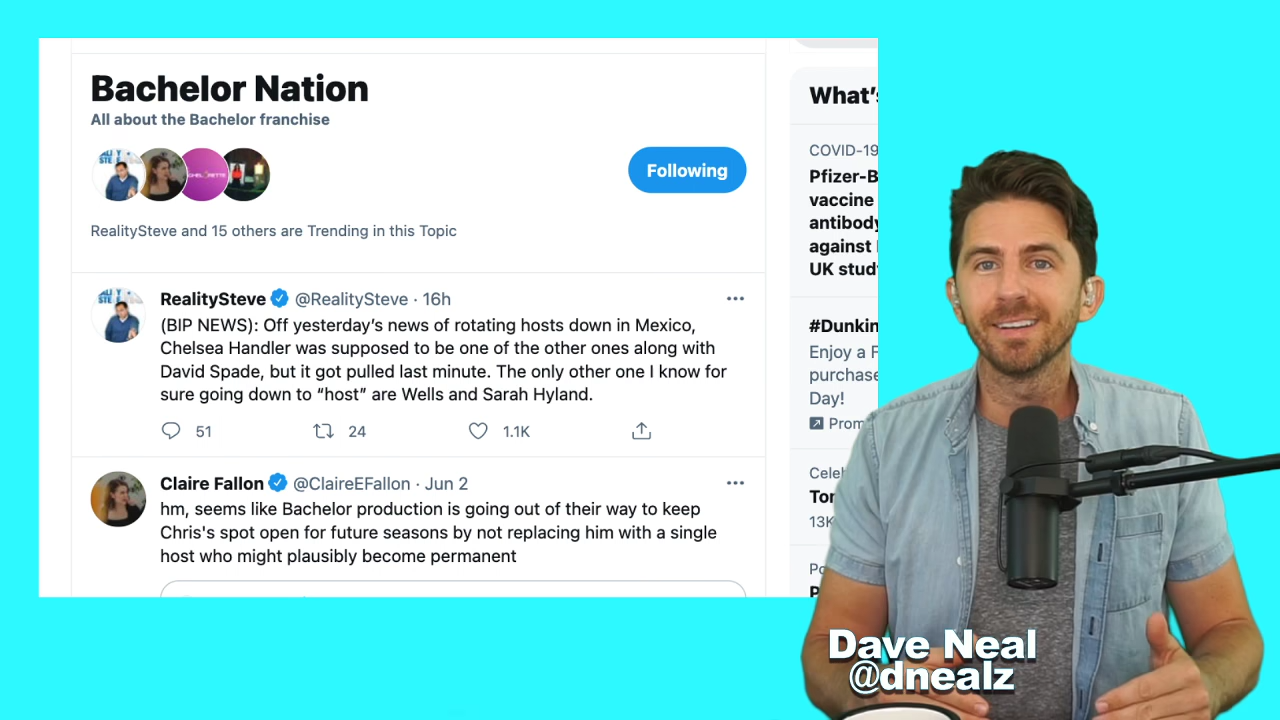 Bachelor Nation
All about the Bachelor franchise
Following
RealitySteve and 15 others are Trending in this Topic
RealitySteve @RealitySteve · 16h
(BIP NEWS): Off yesterday's news of rotating hosts down in Mexico,
Chelsea Handler was supposed to be one of the other ones along with
David Spade, but it got pulled last minute. The only other one I know for
sure going down to “host” are Wells and Sarah Hyland.
51 24 1.1K
Claire Fallon @ClaireEFallon · Jun 2
hm, seems like Bachelor production is going out of their way to keep
Chris's spot open for future seasons by not replacing him with a single
host who might plausibly become permanent
What's
COVID-19
Pfizer-B
vaccine
antibody
against
UK stud
#Dunkin
Enjoy a F
purchase
Day!
Prom
Celeb
Tor
13K
Po
P
Dave Neal
@dnealz